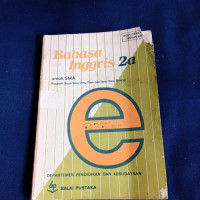 Bahasa
Inggris 2a
untuk SMA
e
DEPARTEMEN PENDIDIKAN DAN KEBUDAYAAN
BALAI PUSTAKA